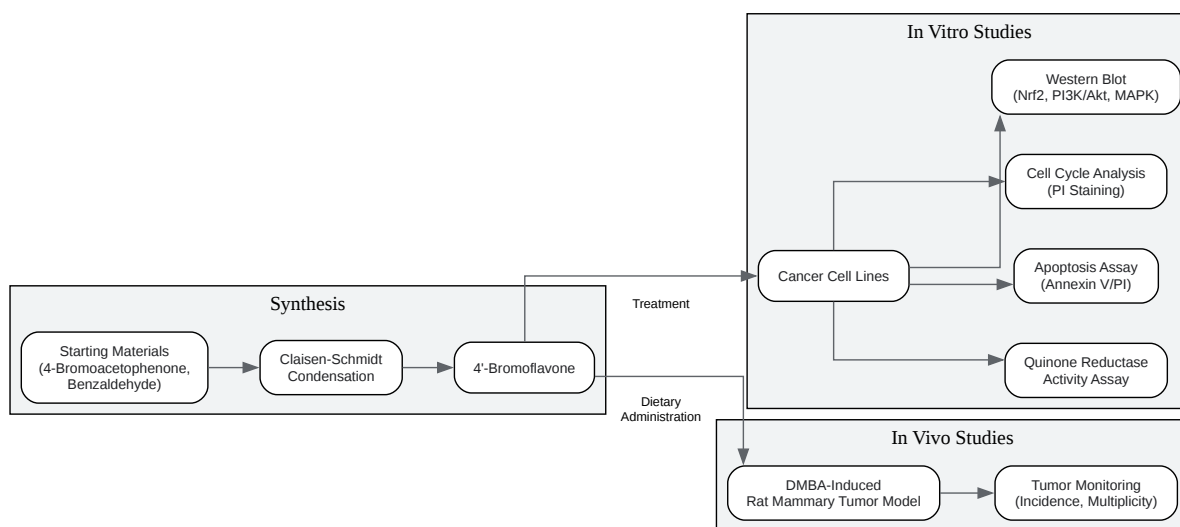 In Vitro Studies
Western Blot
(Nrf2, PI3K/Akt, MAPK)
Cell Cycle Analysis
(PI Staining)
Cancer Cell Lines
Apoptosis Assay
(Annexin V/PI)
Quinone Reductase
Activity Assay
Synthesis
Starting Materials
(4-Bromoacetophenone,
Benzaldehyde)
Claisen-Schmidt
Condensation
4'-Bromoflavone
Treatment
Dietary
Administration
In Vivo Studies
DMBA-Induced
Rat Mammary Tumor Model
Tumor Monitoring
(Incidence, Multiplicity)